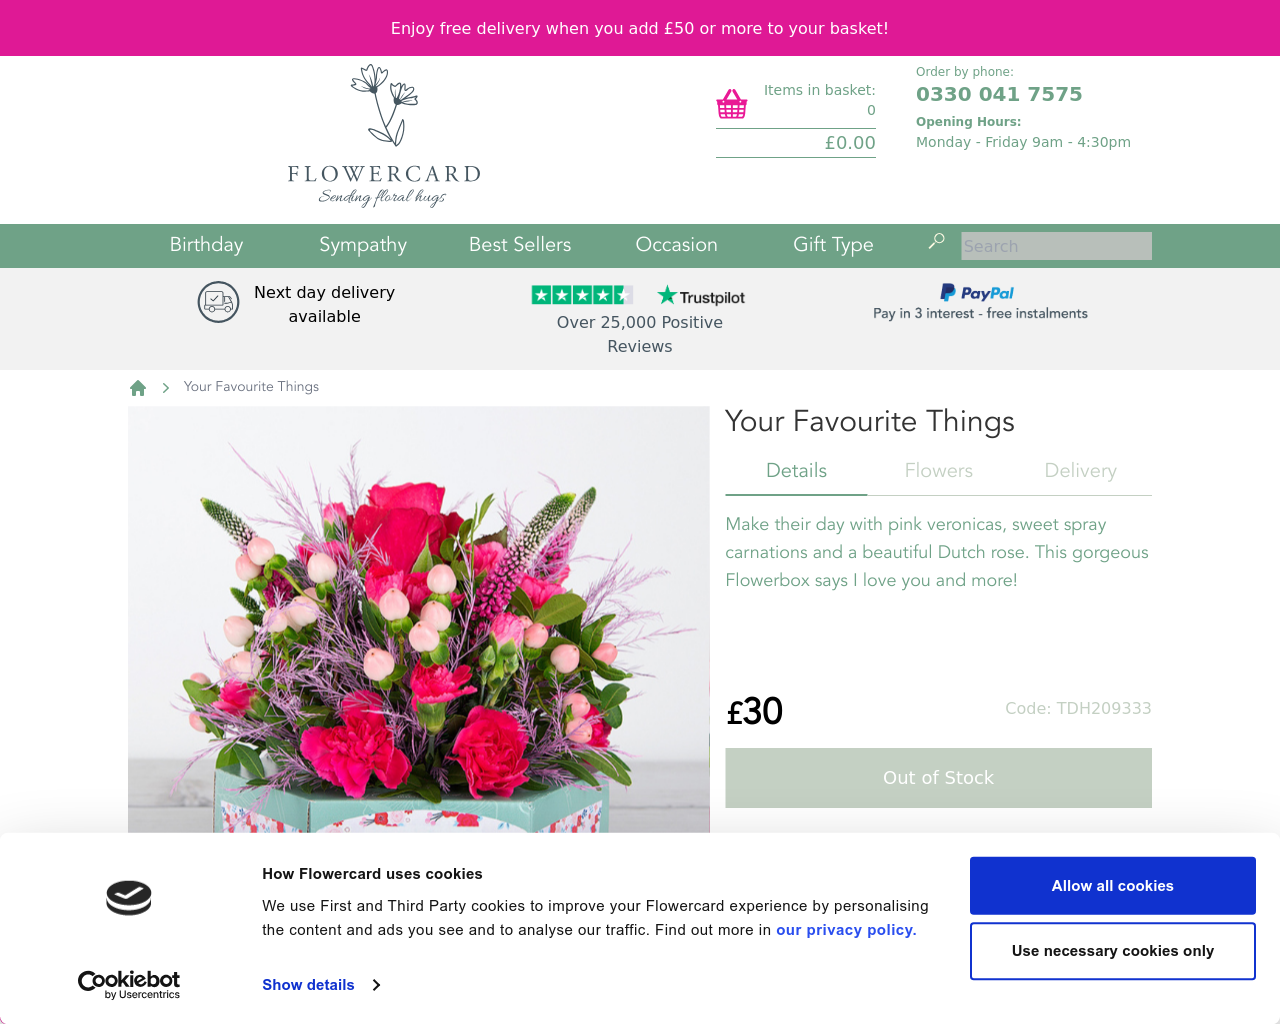 Enjoy free delivery when you add £50 or more to your basket!
FLOWERCARD
Sending floral hugs
Items in basket:
0
£0.00
Order by phone:
0330 041 7575
Opening Hours:
Monday - Friday 9am - 4:30pm
Birthday
Sympathy
Best Sellers
Occasion
Gift Type
Search
Next day delivery
available
Trustpilot
Over 25,000 Positive
Reviews
PayPal
Pay in 3 interest - free instalments
Your Favourite Things
Your Favourite Things
Details
Flowers
Delivery
Make their day with pink veronicas, sweet spray
carnations and a beautiful Dutch rose. This gorgeous
Flowerbox says I love you and more!
£30
Code: TDH209333
Out of Stock
How Flowercard uses cookies
We use First and Third Party cookies to improve your Flowercard experience by personalising
the content and ads you see and to analyse our traffic. Find out more in our privacy policy.
Show details
Allow all cookies
Use necessary cookies only
Cookiebot
by Usercentrics